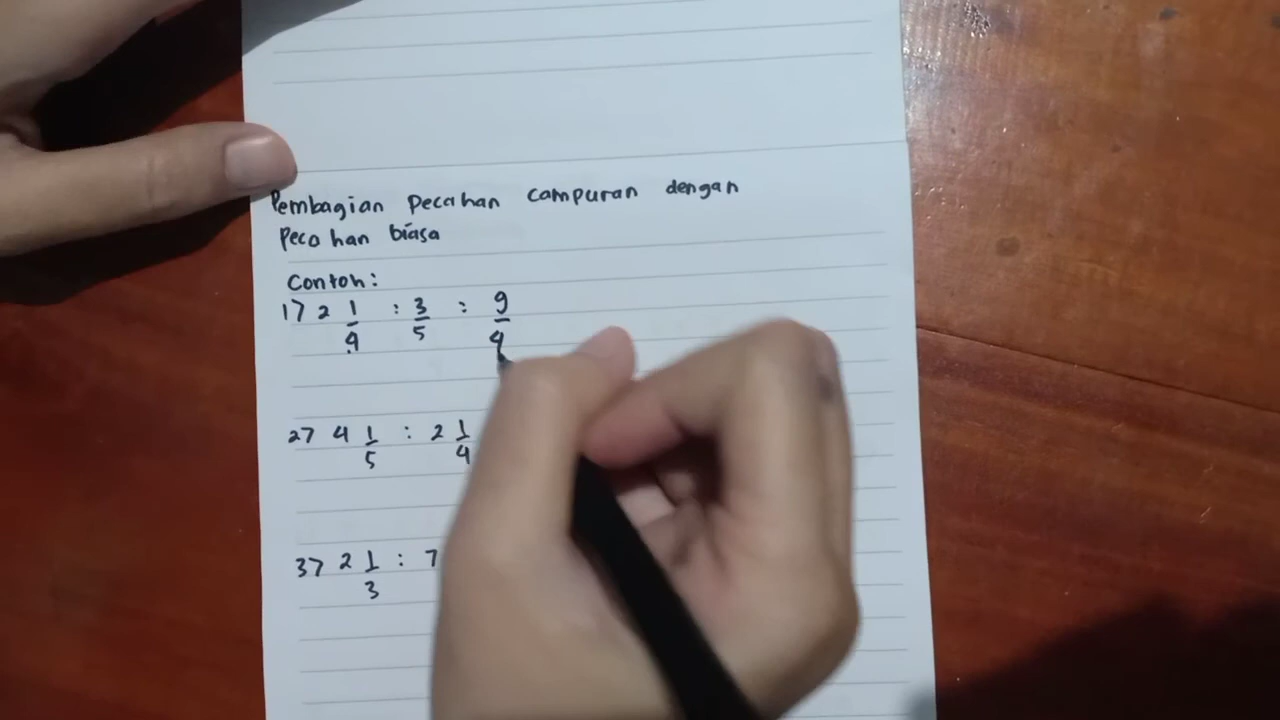 Pembagian Pecahan campuran dengan
Pecahan biasa
Contoh:
1) 2 1/4 : 3/5 : 9/4
2) 4 1/5 : 2 1/4
3) 2 1/3 : 7